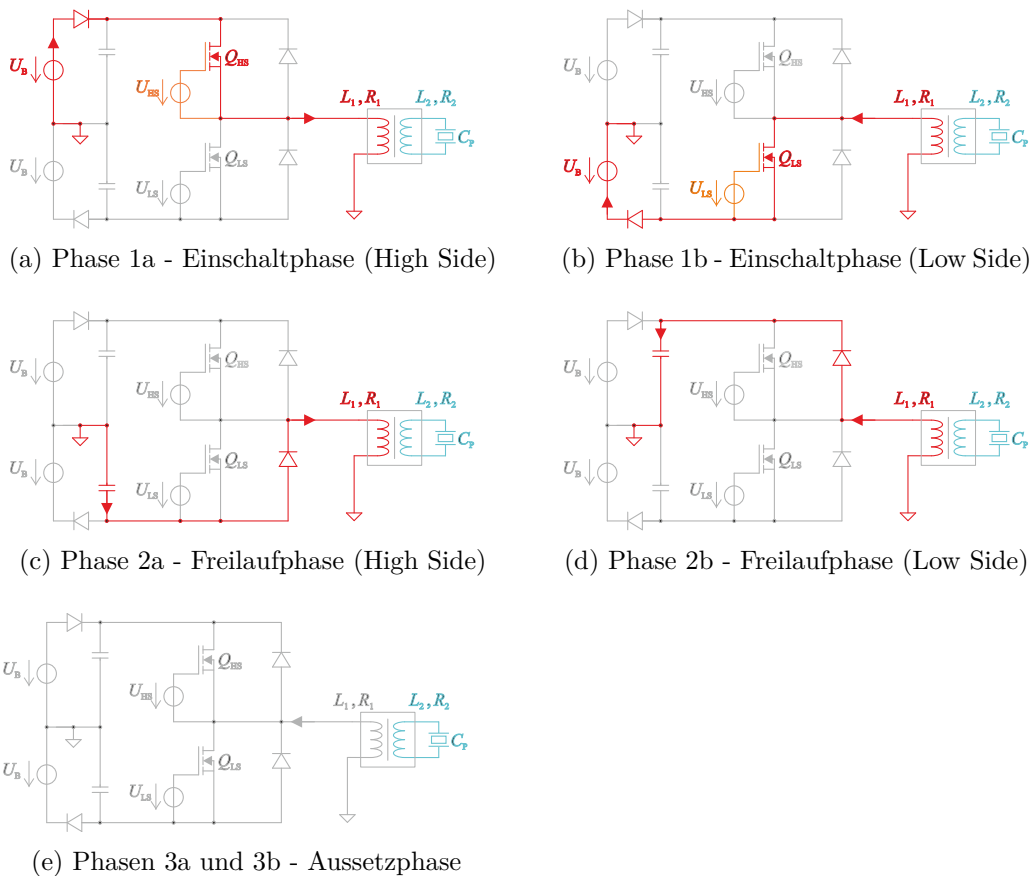 U_B U_HS Q_HS
L_1, R_1 L_2, R_2
C_P
U_B U_LS Q_LS
(a) Phase 1a - Einschaltphase (High Side)
U_B U_HS Q_HS
L_1, R_1 L_2, R_2
C_P
U_B U_LS Q_LS
(b) Phase 1b - Einschaltphase (Low Side)
U_B U_HS Q_HS
L_1, R_1 L_2, R_2
C_P
U_B U_LS Q_LS
(c) Phase 2a - Freilaufphase (High Side)
U_B U_HS Q_HS
L_1, R_1 L_2, R_2
C_P
U_B U_LS Q_LS
(d) Phase 2b - Freilaufphase (Low Side)
U_B U_HS Q_HS
L_1, R_1 L_2, R_2
C_P
U_B U_LS Q_LS
(e) Phasen 3a und 3b - Aussetzphase